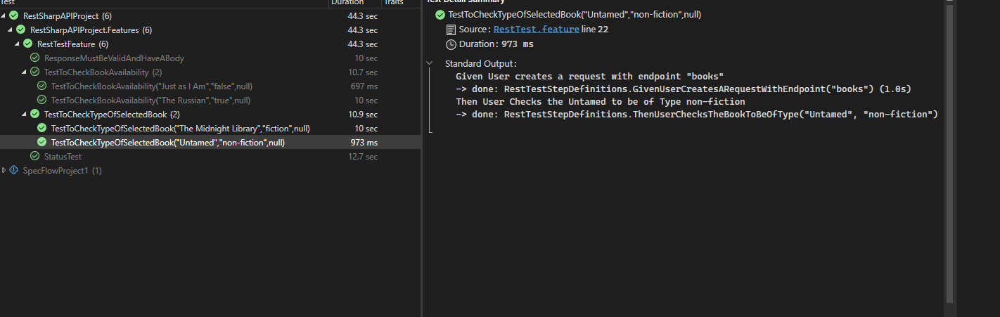 Test Duration Traits
RestSharpAPIProject (6) 44.3 sec
RestSharpAPIProject.Features (6) 44.3 sec
RestTestFeature (6) 44.3 sec
ResponseMustBeValidAndHaveABody 10 sec
TestToCheckBookAvailability (2) 10.7 sec
TestToCheckBookAvailability("Just as I Am","false",null) 697 ms
TestToCheckBookAvailability("The Russian","true",null) 10 sec
TestToCheckTypeOfSelectedBook (2) 10.9 sec
TestToCheckTypeOfSelectedBook("The Midnight Library","fiction",null) 10 sec
TestToCheckTypeOfSelectedBook("Untamed","non-fiction",null) 973 ms
StatusTest 12.7 sec
SpecFlowProject1 (1)
Test Detail Summary
TestToCheckTypeOfSelectedBook("Untamed","non-fiction",null)
Source: RestTest.feature line 22
Duration: 973 ms
Standard Output:
Given User creates a request with endpoint "books"
-> done: RestTestStepDefinitions.GivenUserCreatesARequestWithEndpoint("books") (1.0s)
Then User Checks the Untamed to be of Type non-fiction
-> done: RestTestStepDefinitions.ThenUserChecksTheBookToBeOfType("Untamed", "non-fiction")